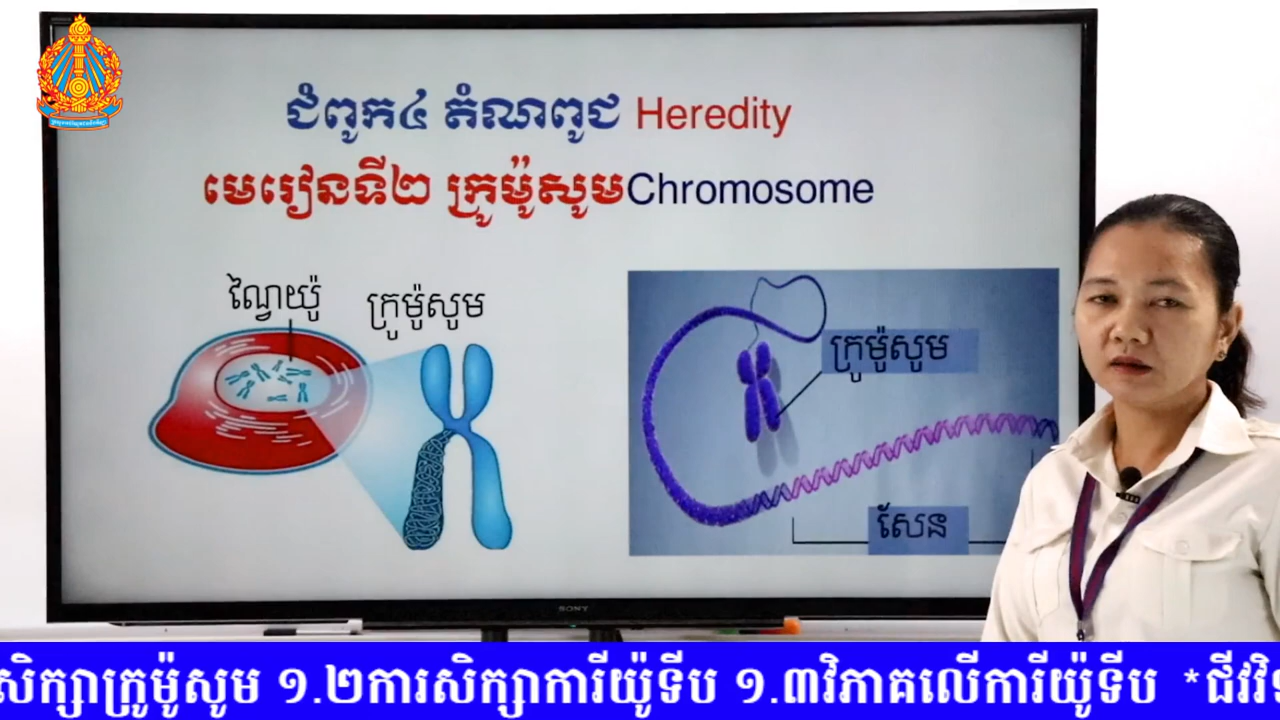 ជំពូក៤ តំណពូជ Heredity
មេរៀនទី២ ក្រូម៉ូសូមChromosome
ណ្វៃយ៉ូ
ក្រូម៉ូសូម
ក្រូម៉ូសូម
សែន
SONY
សិក្សាក្រូម៉ូសូម ១.២ការសិក្សាការីយ៉ូទីប ១.៣វិភាគលើការីយ៉ូទីប *ជីវវិ